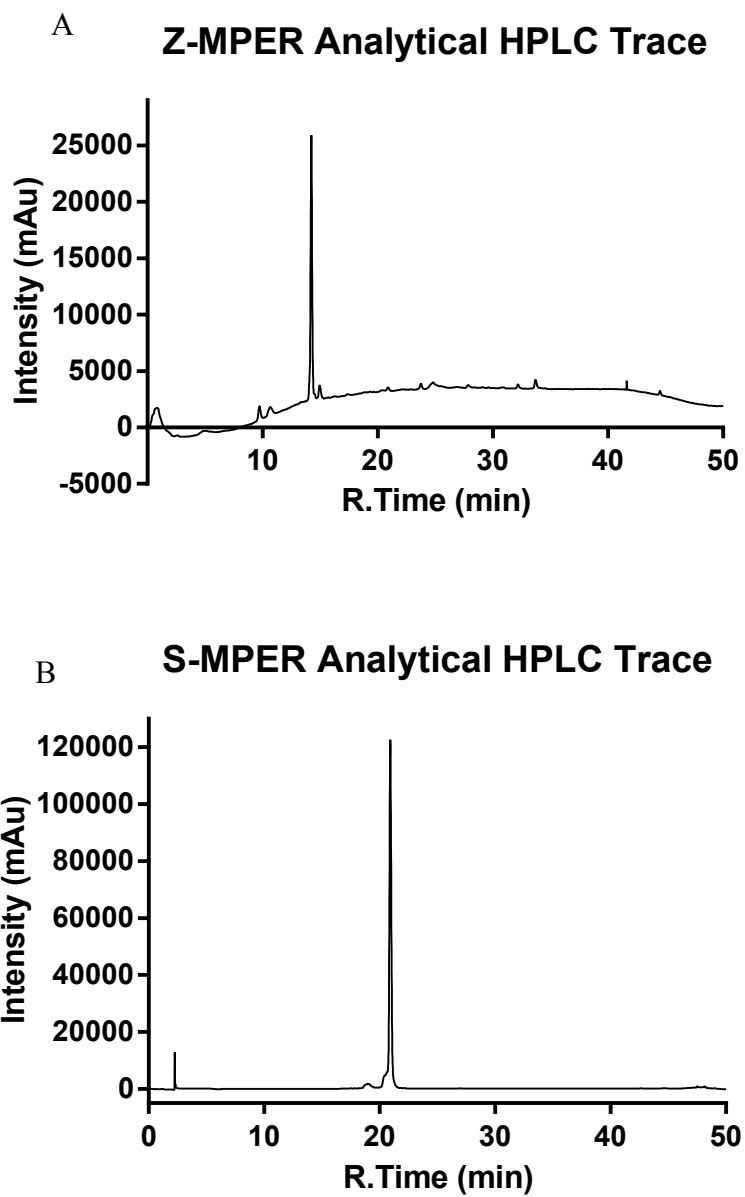 A
Z-MPER Analytical HPLC Trace
Intensity (mAu)
25000
20000
15000
10000
5000
0
-5000
10 20 30 40 50
R.Time (min)
B
S-MPER Analytical HPLC Trace
Intensity (mAu)
120000
100000
80000
60000
40000
20000
0
0 10 20 30 40 50
R.Time (min)